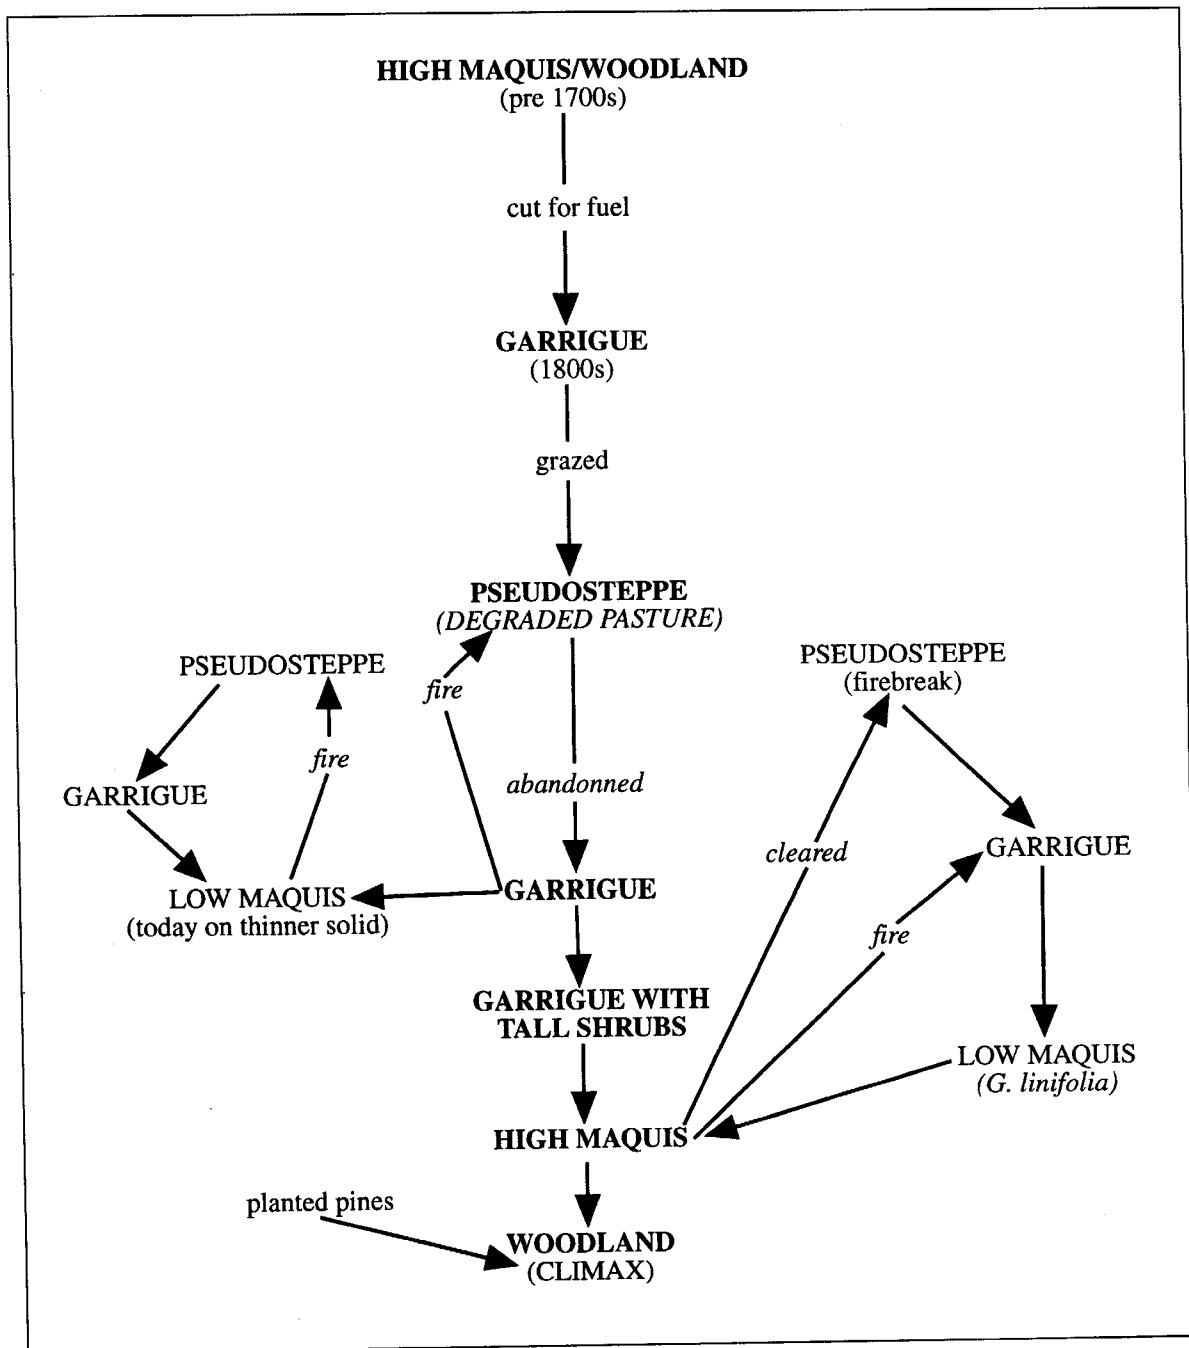 HIGH MAQUIS/WOODLAND
(pre 1700s)
cut for fuel
GARRIGUE
(1800s)
grazed
PSEUDOSTEPPE
(DEGRADED PASTURE)
PSEUDOSTEPPE
fire
GARRIGUE
LOW MAQUIS
(today on thinner solid)
fire
abandonned
GARRIGUE
GARRIGUE WITH
TALL SHRUBS
HIGH MAQUIS
PSEUDOSTEPPE
(firebreak)
cleared
GARRIGUE
fire
LOW MAQUIS
(G. linifolia)
planted pines
WOODLAND
(CLIMAX)